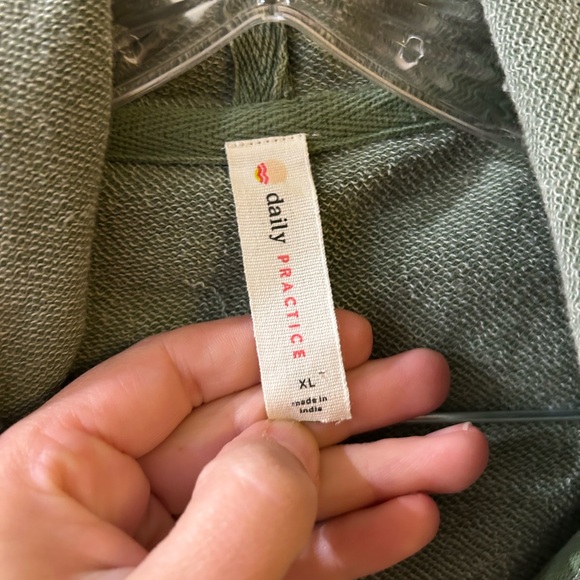 daily PRACTICE
XL
made in
india